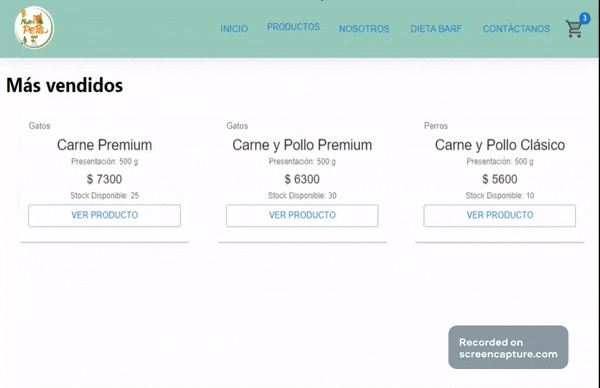 Nutri
PETS
INICIO
PRODUCTOS
NOSOTROS
DIETA BARF
CONTÁCTANOS
3
Más vendidos
Gatos
Carne Premium
Presentación: 500 g
$ 7300
Stock Disponible: 25
VER PRODUCTO
Gatos
Carne y Pollo Premium
Presentación: 500 g
$ 6300
Stock Disponible: 30
VER PRODUCTO
Perros
Carne y Pollo Clásico
Presentación: 500 g
$ 5600
Stock Disponible: 10
VER PRODUCTO
Recorded on
screencapture.com